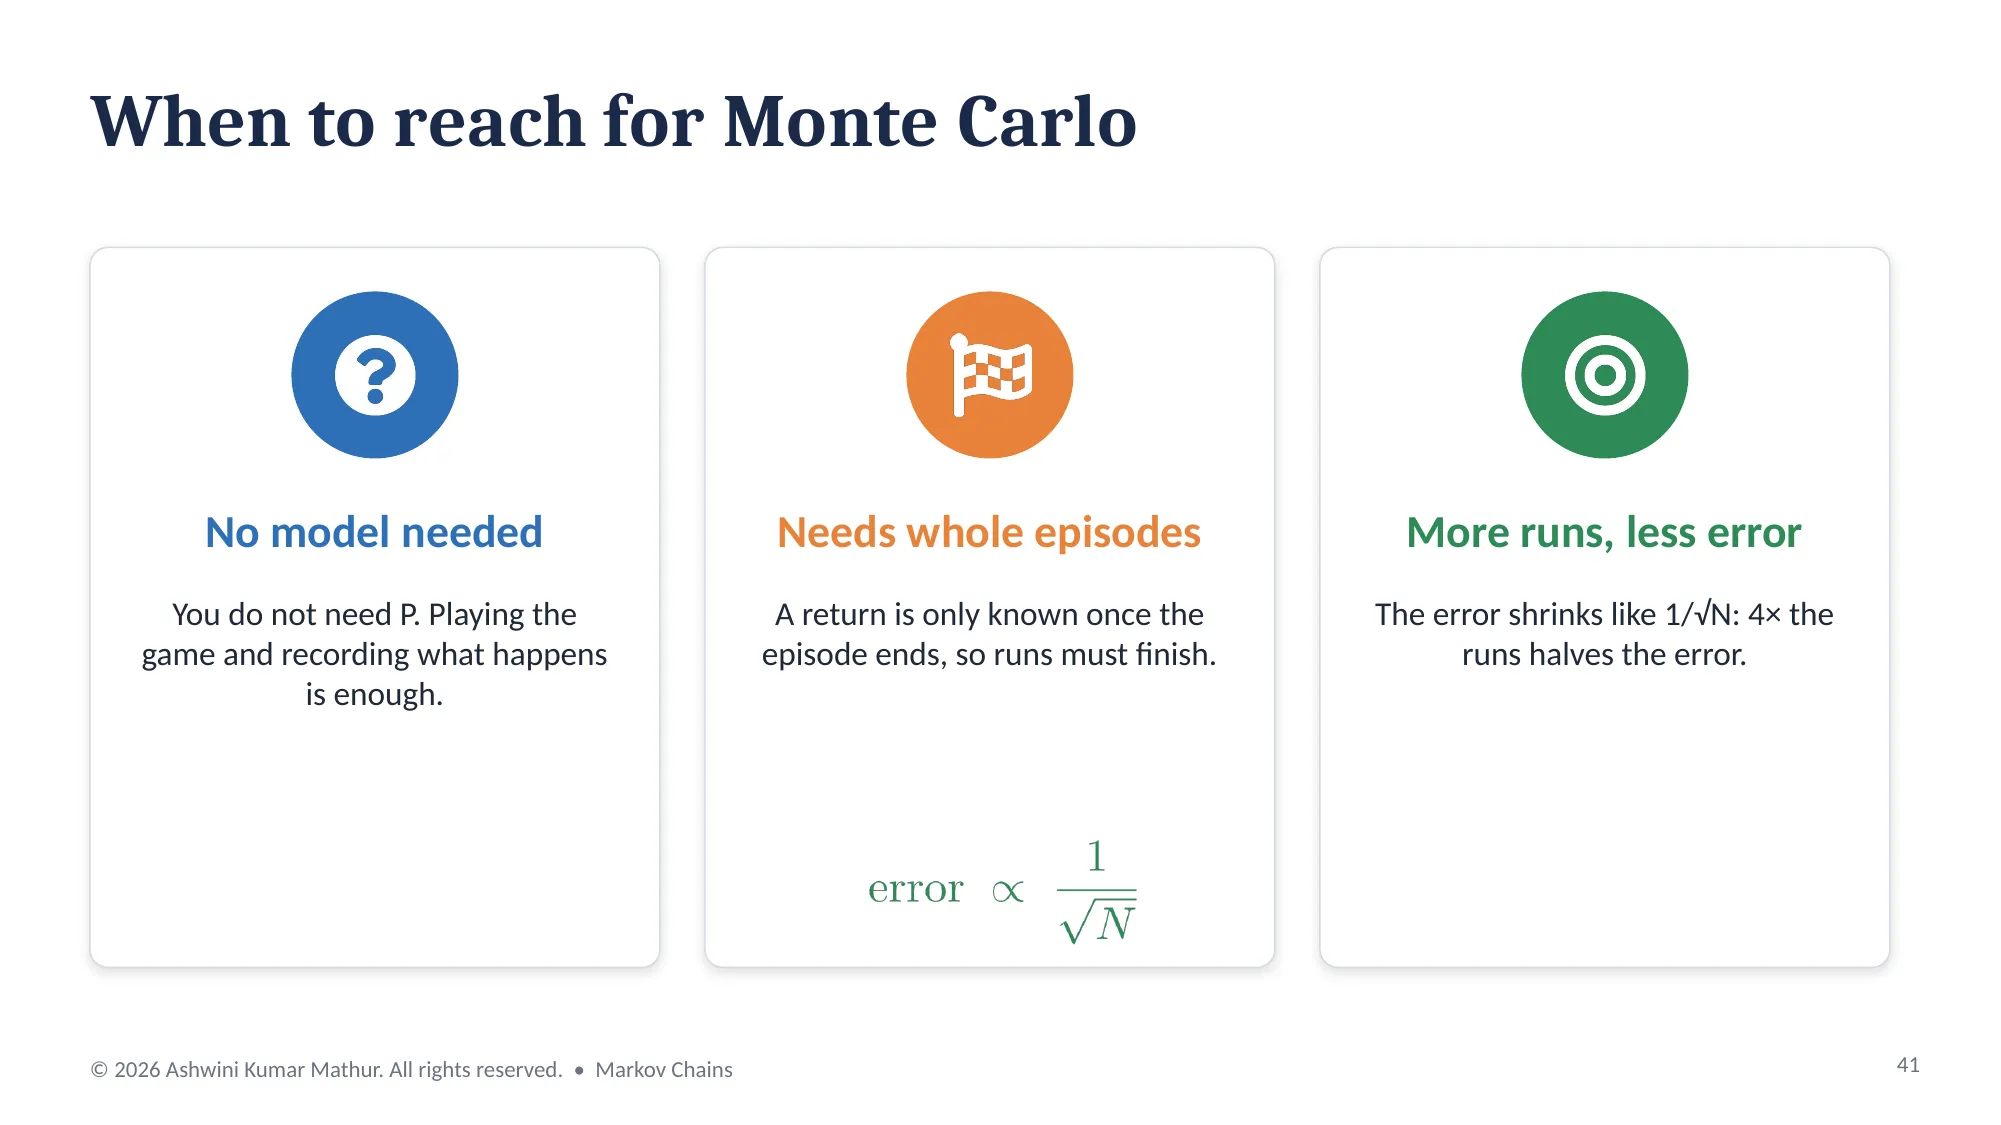 When to reach for Monte Carlo
No model needed
You do not need P. Playing the
game and recording what happens
is enough.
Needs whole episodes
A return is only known once the
episode ends, so runs must finish.
error ∝ 1/√N
More runs, less error
The error shrinks like 1/√N: 4× the
runs halves the error.
© 2026 Ashwini Kumar Mathur. All rights reserved. • Markov Chains
41